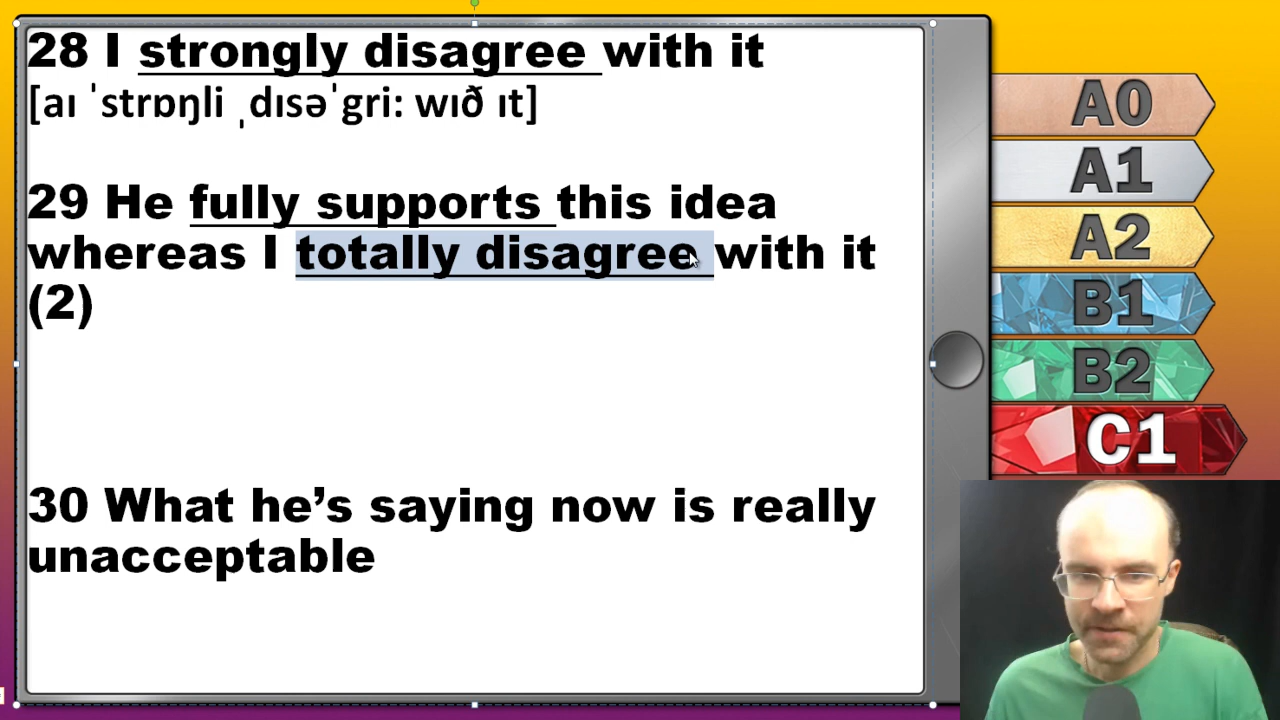 28 I strongly disagree with it
[aɪ ˈstrɒŋli ˌdɪsəˈgriː wɪð ɪt]
29 He fully supports this idea
whereas I totally disagree with it
(2)
30 What he’s saying now is really
unacceptable
A0
A1
A2
B1
B2
C1